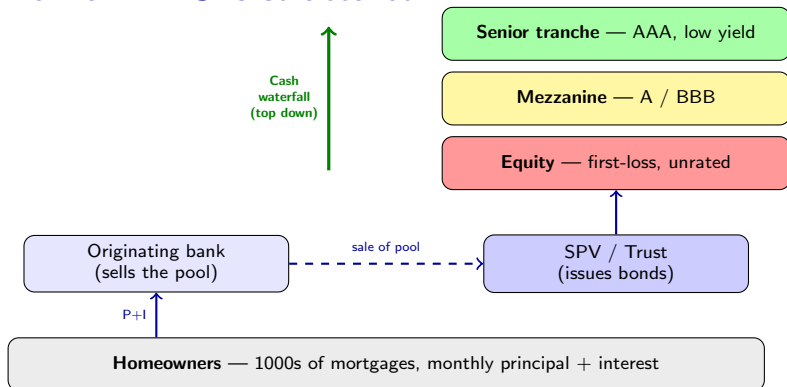 Senior tranche — AAA, low yield
Cash
waterfall
(top down)
Mezzanine — A / BBB
Equity — first-loss, unrated
Originating bank
(sells the pool)
sale of pool
SPV / Trust
(issues bonds)
P+I
Homeowners — 1000s of mortgages, monthly principal + interest